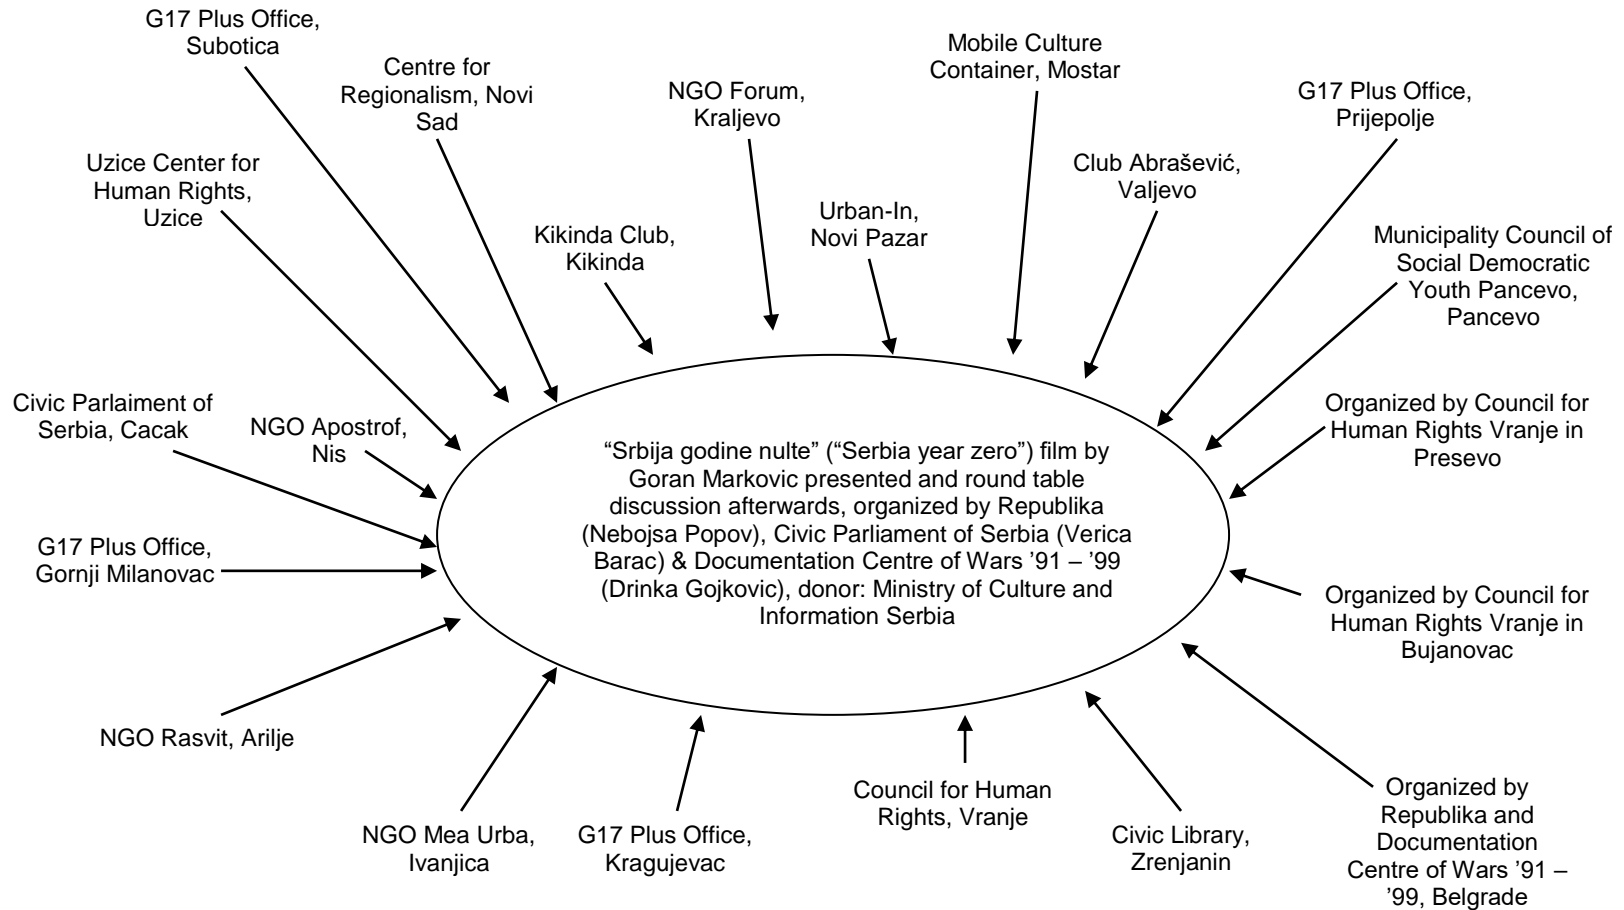 G17 Plus Office,
Subotica
Centre for
Regionalism, Novi
Sad
NGO Forum,
Kraljevo
Mobile Culture
Container, Mostar
G17 Plus Office,
Prijepolje
Uzice Center for
Human Rights,
Uzice
Kikinda Club,
Kikinda
Urban-In,
Novi Pazar
Club Abrašević,
Valjevo
Municipality Council of
Social Democratic
Youth Pancevo,
Pancevo
Civic Parlaiment of
Serbia, Cacak
NGO Apostrof,
Nis
Organized by Council for
Human Rights Vranje in
Presevo
“Srbija godine nulte” (“Serbia year zero”) film by
Goran Markovic presented and round table
discussion afterwards, organized by Republika
(Nebojsa Popov), Civic Parliament of Serbia (Verica
Barac) & Documentation Centre of Wars ’91 – ’99
(Drinka Gojkovic), donor: Ministry of Culture and
Information Serbia
G17 Plus Office,
Gornji Milanovac
Organized by Council for
Human Rights Vranje in
Bujanovac
NGO Rasvit, Arilje
NGO Mea Urba,
Ivanjica
G17 Plus Office,
Kragujevac
Council for Human
Rights, Vranje
Civic Library,
Zrenjanin
Organized by
Republika and
Documentation
Centre of Wars ’91 –
’99, Belgrade